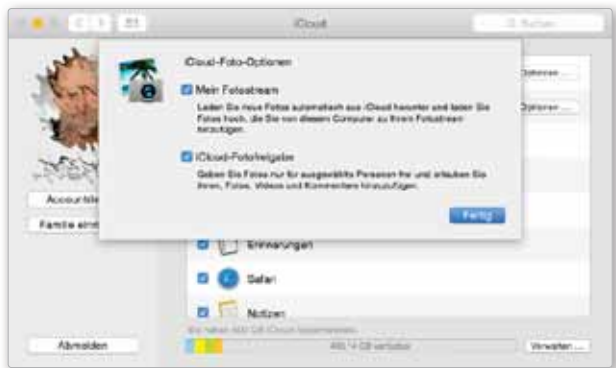 iCloud
iCloud-Foto-Optionen
Mein Fotostream
Laden Sie neue Fotos automatisch aus iCloud herunter und laden Sie
Fotos hoch, die Sie von diesem Computer zu Ihrem Fotostream
hinzufügen.
iCloud-Fotofreigabe
Geben Sie Fotos nur für ausgewählte Personen frei und erlauben Sie
ihnen, Fotos, Videos und Kommentare hinzuzufügen.
Fertig
Optionen ...
Optionen ...
Familie
Erinnerungen
Safari
Notizen
Abmelden
Verwalten ...